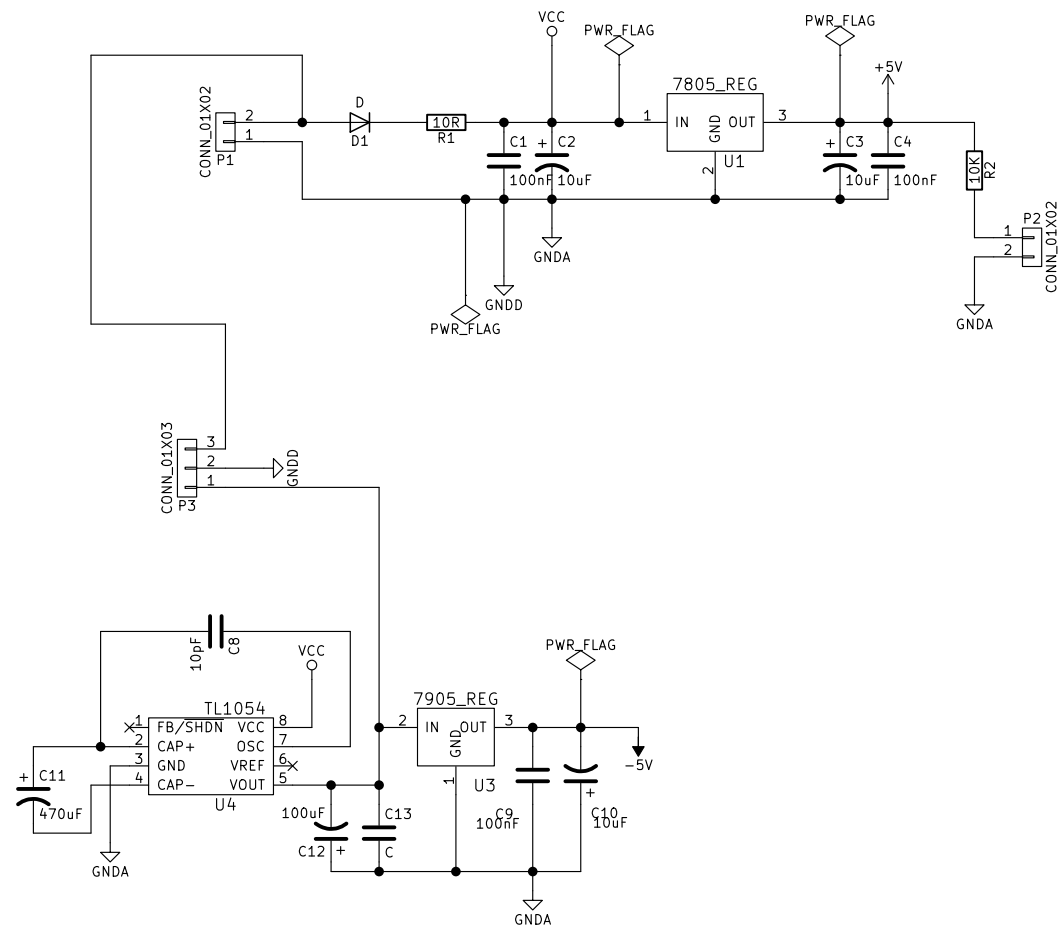 VCC
PWR_FLAG
PWR_FLAG
+5V
7805_REG
CONN_01X02
2
1
P1
D
D1
10R
R1
C1
100nF
+ C2
10uF
1
IN
GND
OUT
3
2
U1
+ C3
10uF
C4
100nF
10K
R2
P2
1
2
CONN_01X02
GNDA
GNDD
PWR_FLAG
GNDA
CONN_01X03
3
2
1
P3
GNDD
10pF
C8
VCC
PWR_FLAG
TL1054
7905_REG
1
FB/SHDN
VCC
8
2
CAP+
OSC
7
3
GND
VREF
6
4
CAP-
VOUT
5
U4
+ C11
470uF
GNDA
2
IN
GND
OUT
3
1
U3
-5V
100uF
C12 +
C13
C
C9
100nF
+
C10
10uF
GNDA